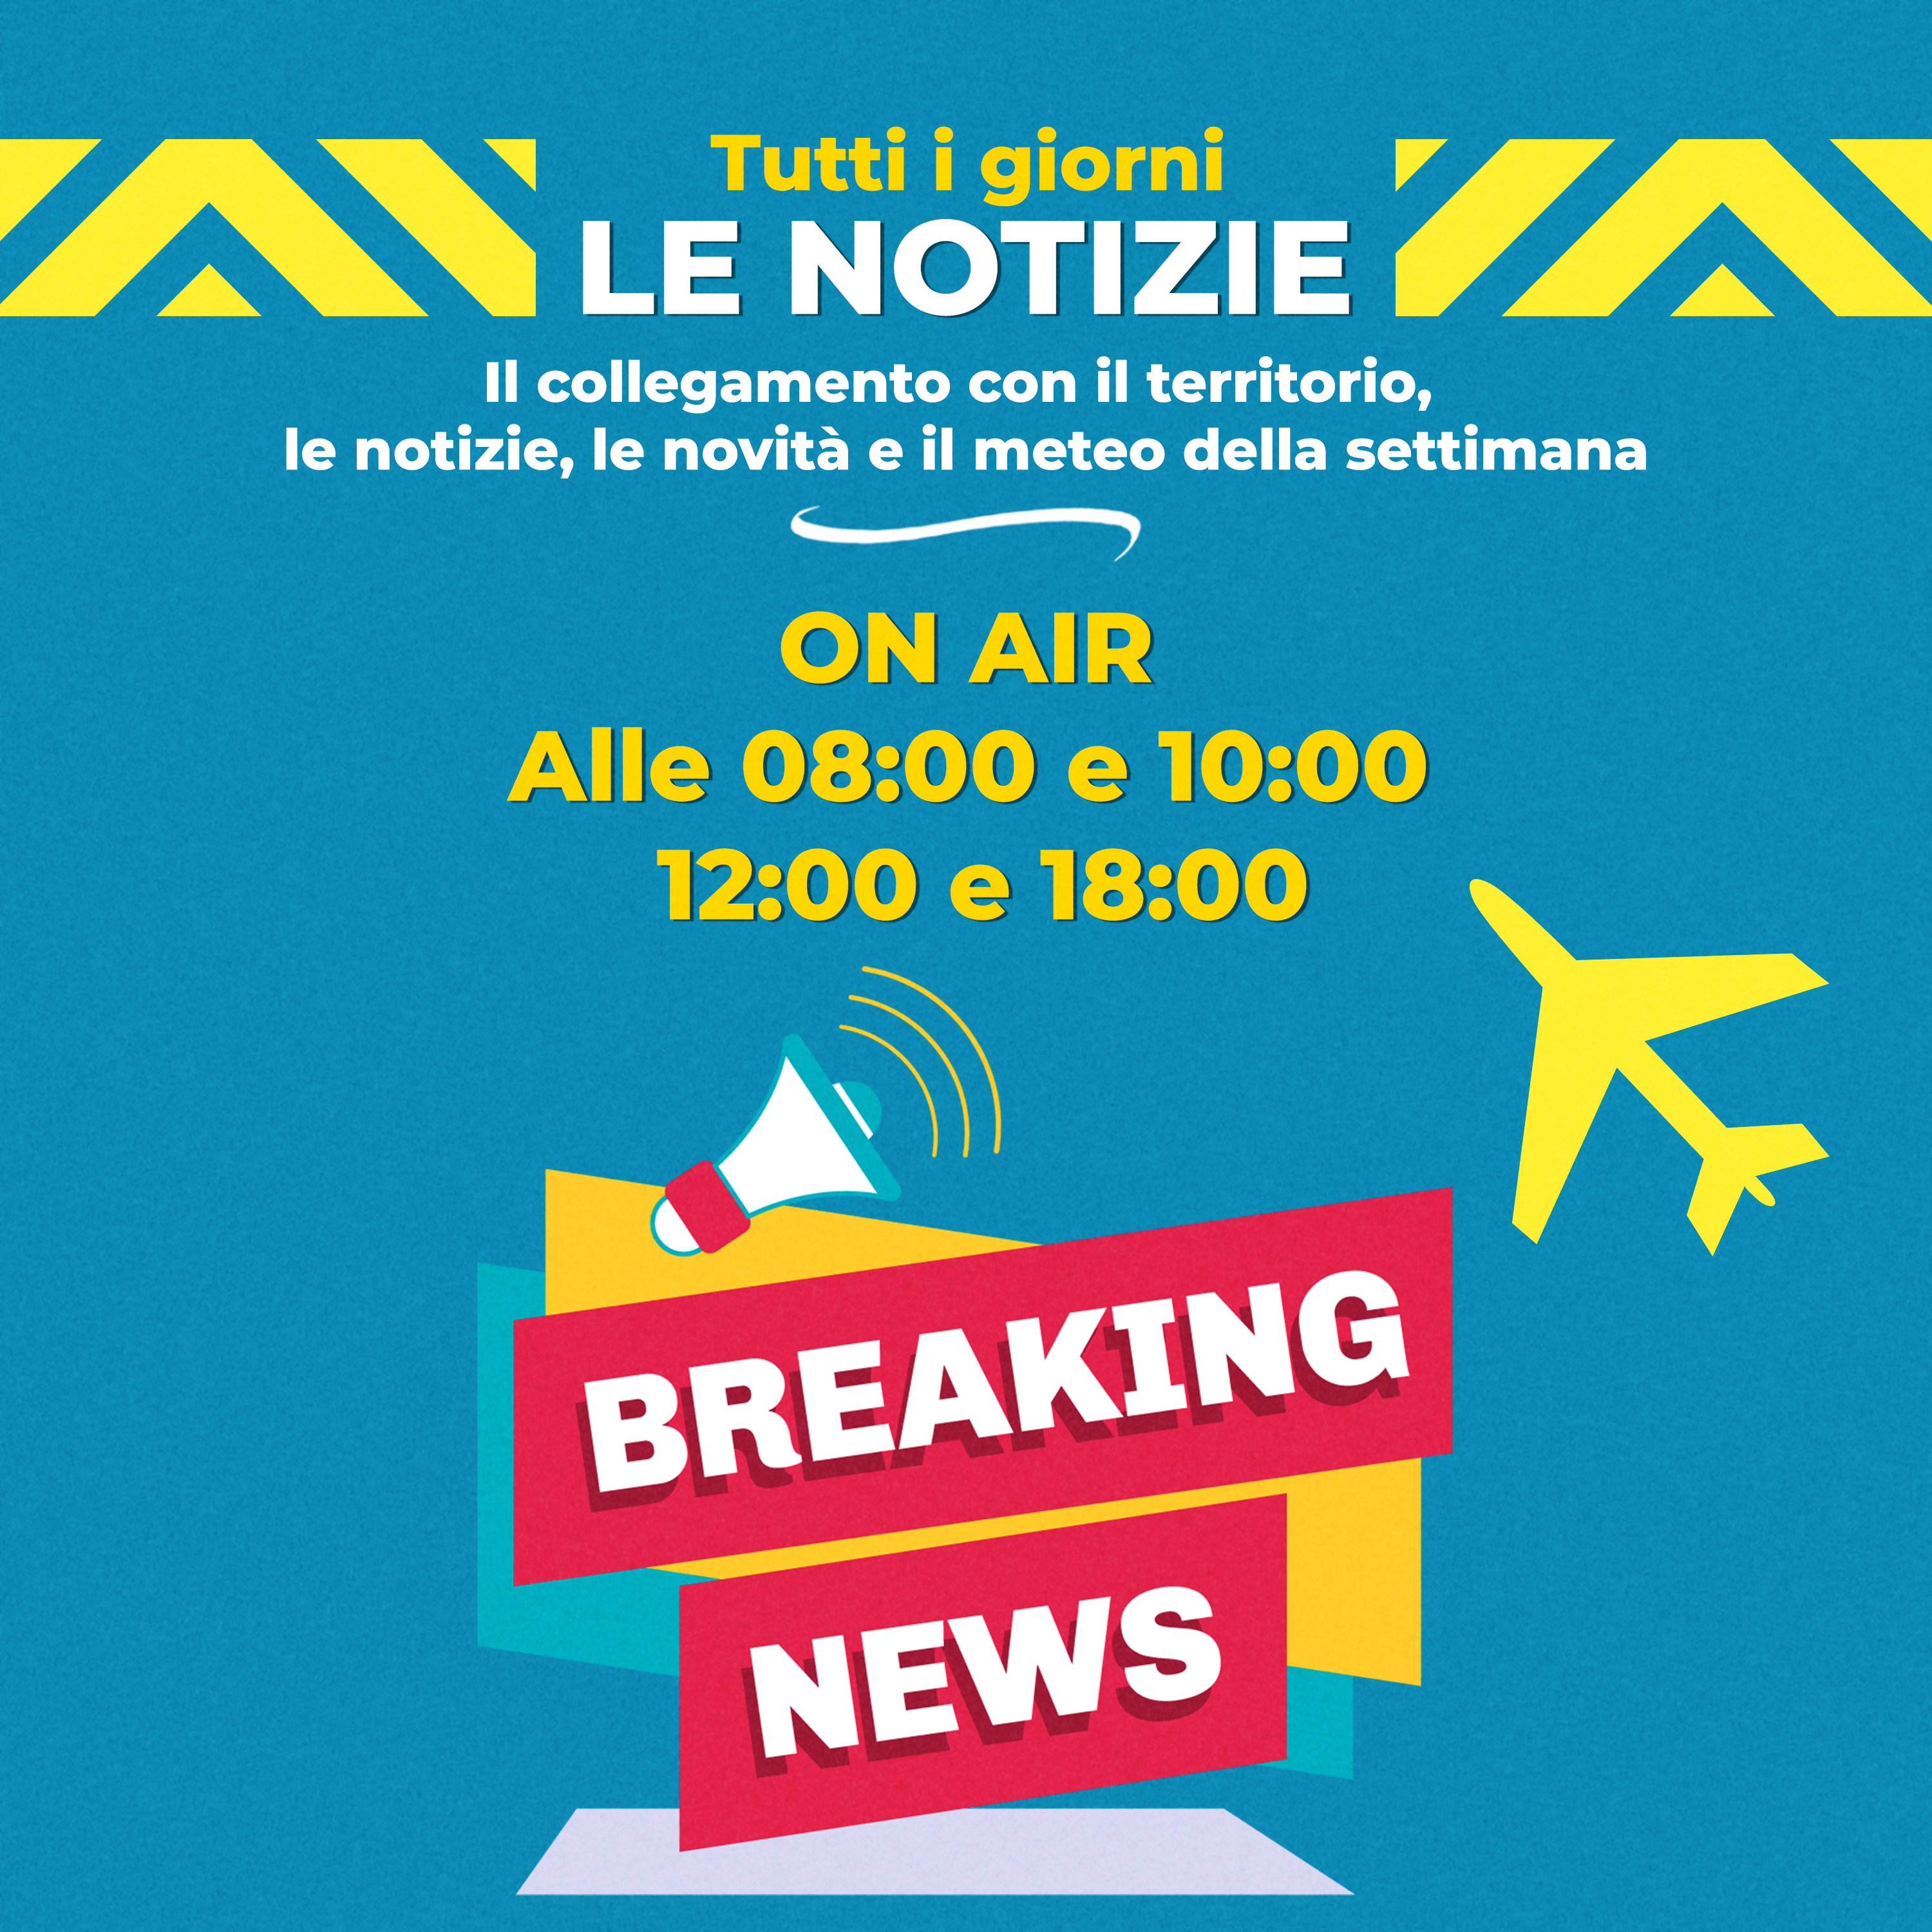 Tutti i giorni
LE NOTIZIE
Il collegamento con il territorio,
le notizie, le novità e il meteo della settimana
ON AIR
Alle 08:00 e 10:00
12:00 e 18:00
BREAKING
NEWS